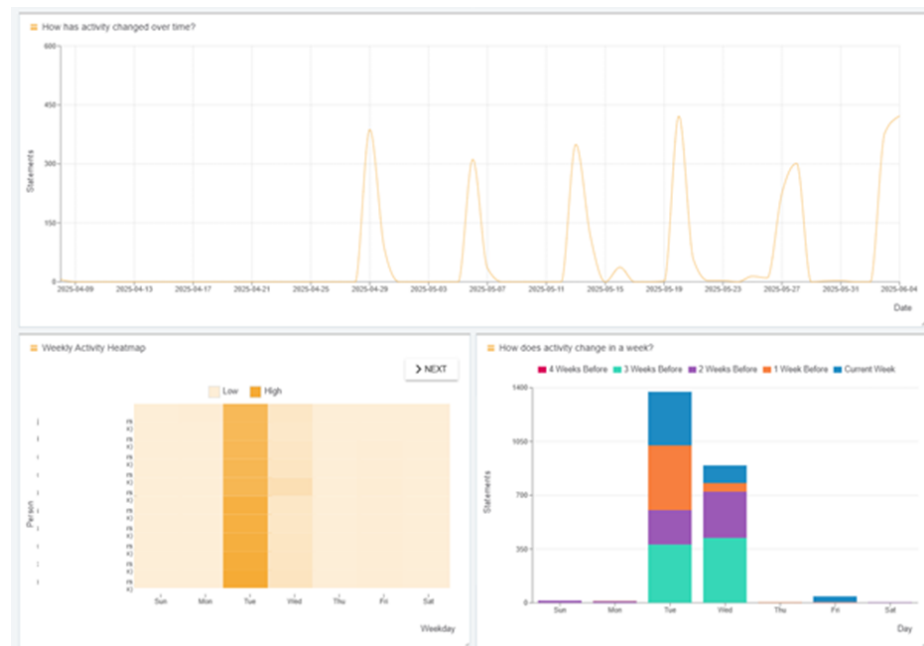 How has activity changed over time?
600
450
300
150
0
Statements
2025-04-09 2025-04-13 2025-04-17 2025-04-21 2025-04-25 2025-04-29 2025-05-03 2025-05-07 2025-05-11 2025-05-15 2025-05-19 2025-05-23 2025-05-27 2025-05-31 2025-06-04
Date
Weekly Activity Heatmap
NEXT
Low High
Person
Sun Mon Tue Wed Thu Fri Sat
Weekday
How does activity change in a week?
4 Weeks Before 3 Weeks Before 2 Weeks Before 1 Week Before Current Week
1400
1050
700
350
0
Statements
Sun Mon Tue Wed Thu Fri Sat
Day